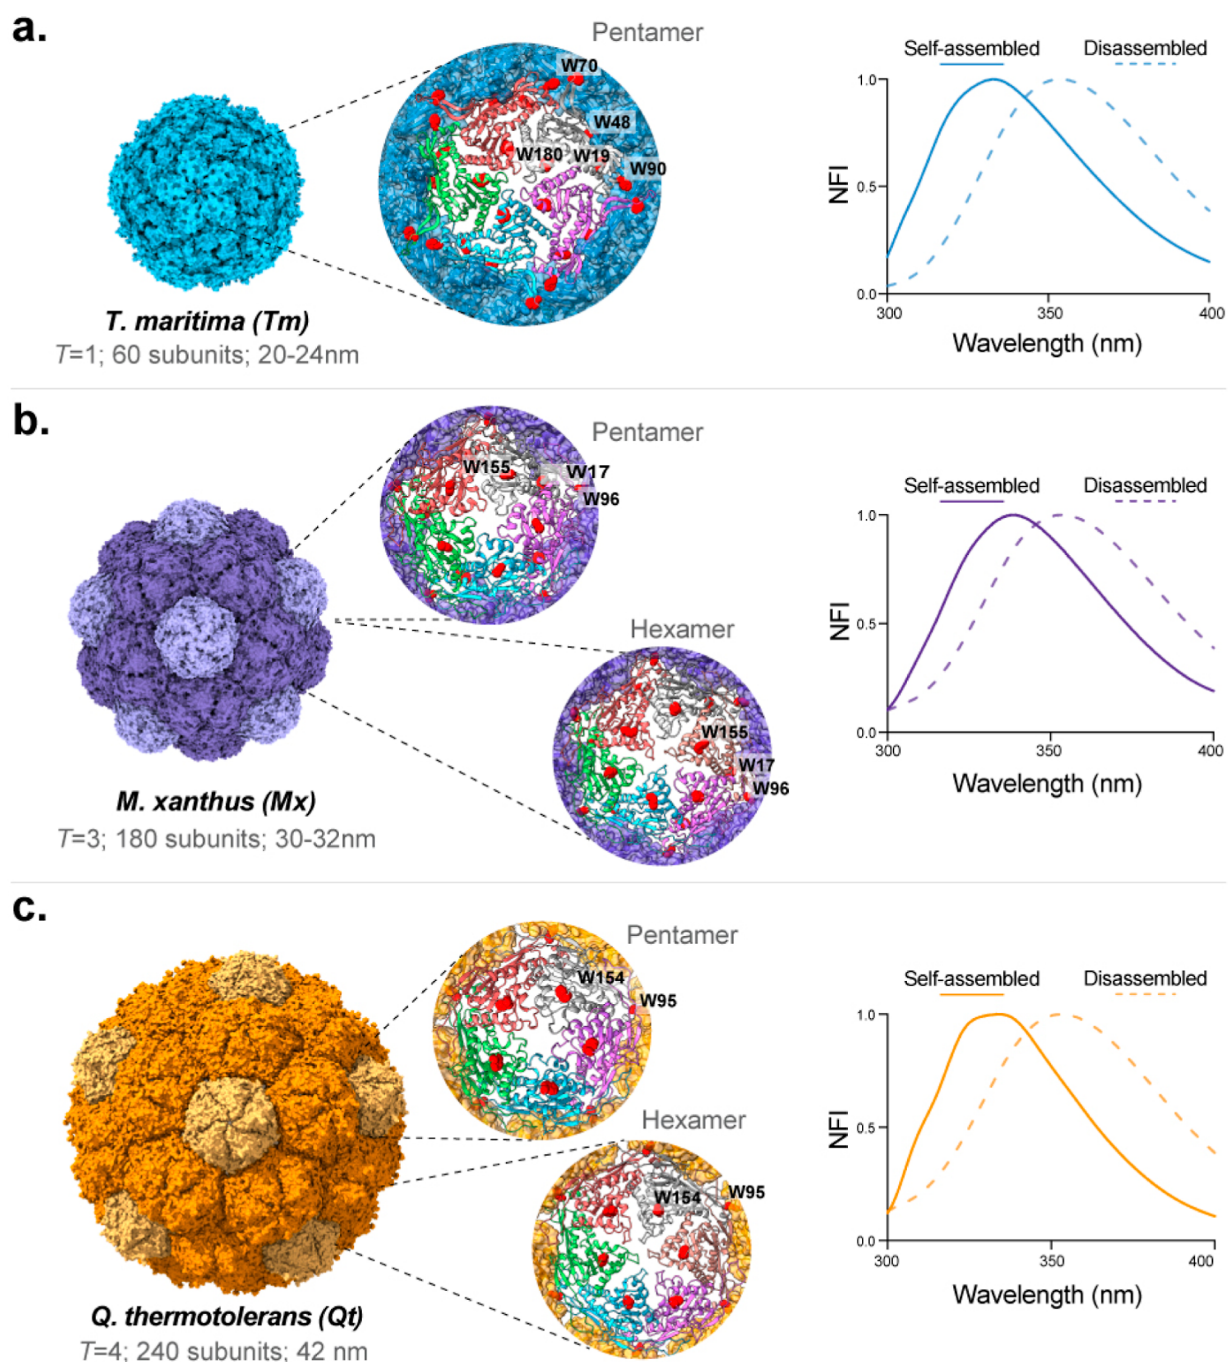 a.
Pentamer
W70
W48
W180 W19
W90
T. maritima (Tm)
T=1; 60 subunits; 20-24nm
Self-assembled Disassembled
1.0
0.5
0.0
NFI
300 350 400
Wavelength (nm)
b.
Pentamer
W155 W17
W96
Hexamer
W155
W17
W96
M. xanthus (Mx)
T=3; 180 subunits; 30-32nm
Self-assembled Disassembled
1.0
0.5
0.0
NFI
300 350 400
Wavelength (nm)
c.
Pentamer
W154
W95
Hexamer
W154 W95
Q. thermotolerans (Qt)
T=4; 240 subunits; 42 nm
Self-assembled Disassembled
1.0
0.5
0.0
NFI
300 350 400
Wavelength (nm)